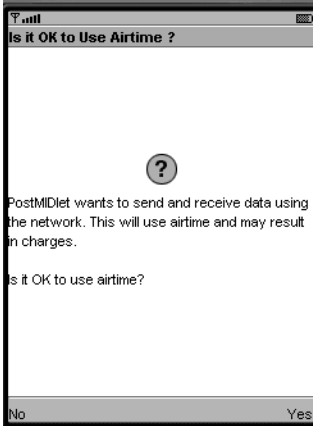 Is it OK to Use Airtime ?
?
PostMIDlet wants to send and receive data using
the network. This will use airtime and may result
in charges.
Is it OK to use airtime?
No Yes